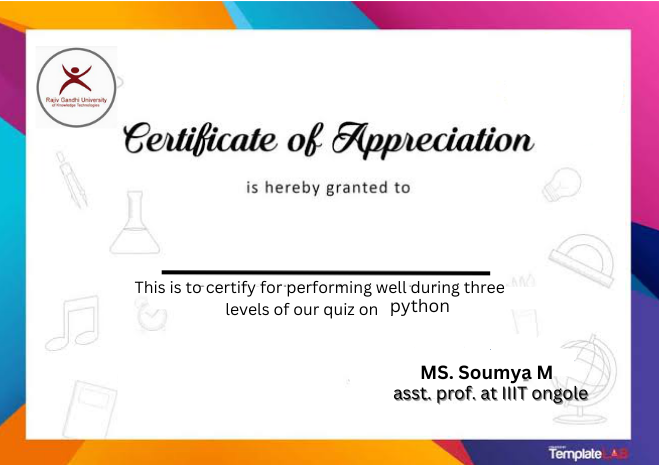 Rajiv Gandhi University
of Knowledge Technologies
Certificate of Appreciation
is hereby granted to
This is to certify for performing well during three
levels of our quiz on python
MS. Soumya M
asst. prof. at IIIT ongole
TemplateLAB